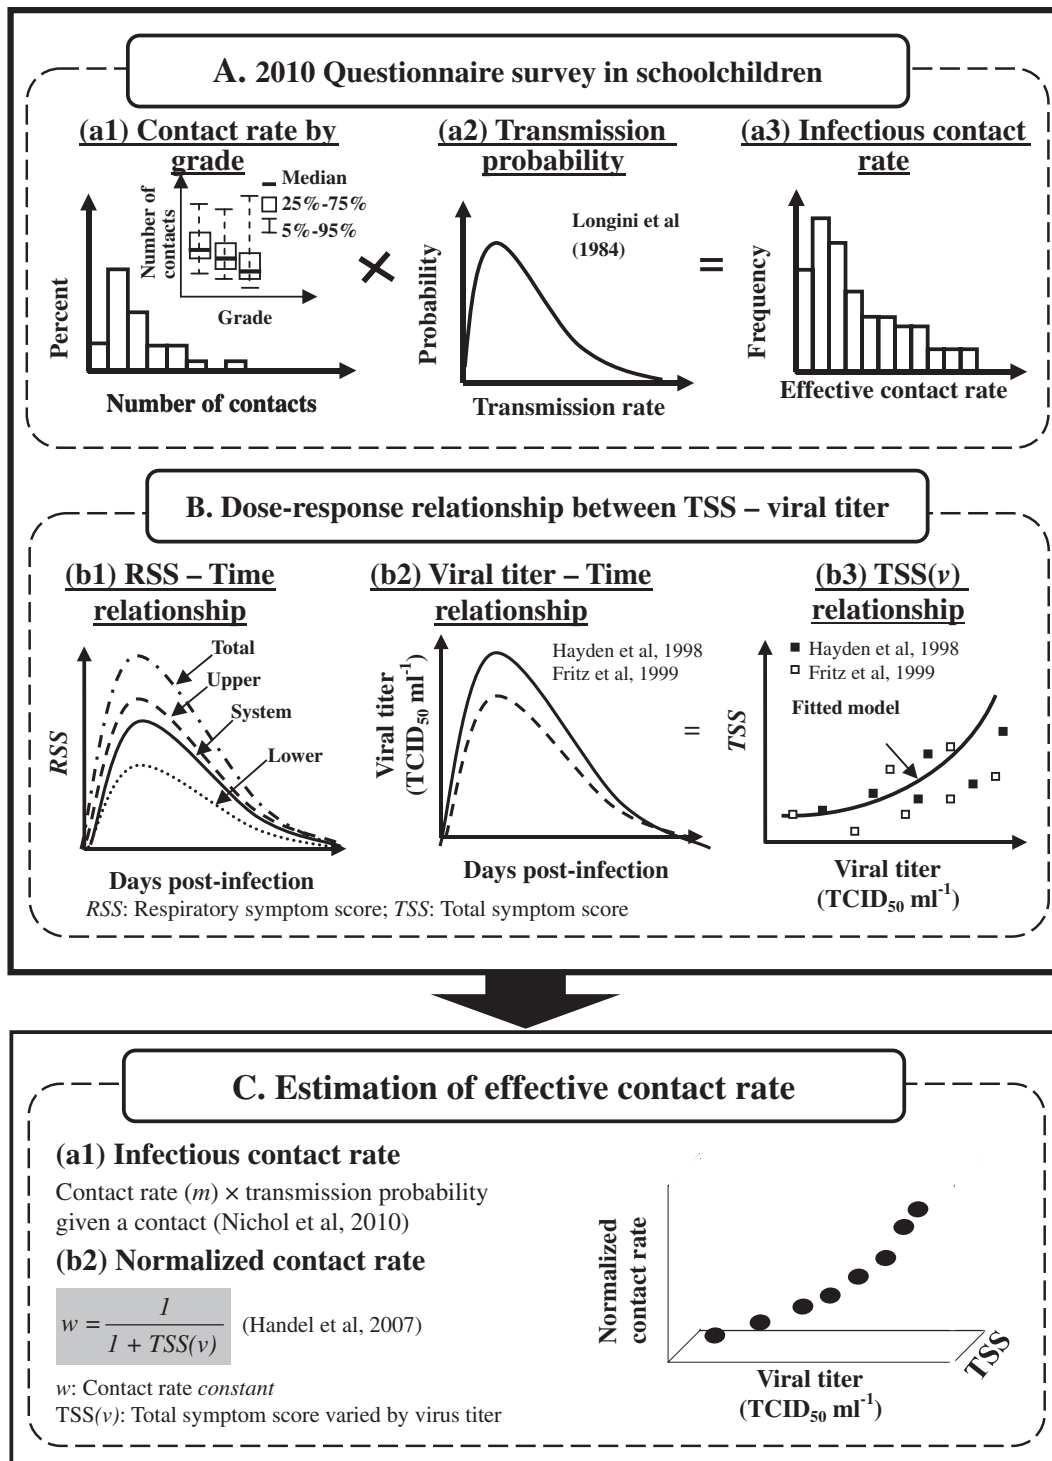 A. 2010 Questionnaire survey in schoolchildren
(a1) Contact rate by
grade
(a2) Transmission
probability
(a3) Infectious contact
rate
Number of
contacts
Median
25%-75%
5%-95%
Grade
Percent
Number of contacts
×
Probability
Longini et al
(1984)
Transmission rate
=
Frequency
Effective contact rate
B. Dose-response relationship between TSS – viral titer
(b1) RSS – Time
relationship
(b2) Viral titer – Time
relationship
(b3) TSS(v)
relationship
RSS
Total
Upper
System
Lower
Days post-infection
Viral titer
(TCID50 ml-1)
Hayden et al, 1998
Fritz et al, 1999
Days post-infection
=
TSS
Hayden et al, 1998
Fritz et al, 1999
Fitted model
Viral titer
(TCID50 ml-1)
RSS: Respiratory symptom score; TSS: Total symptom score
C. Estimation of effective contact rate
(a1) Infectious contact rate
Contact rate (m) × transmission probability
given a contact (Nichol et al, 2010)
(b2) Normalized contact rate
w = 1 / 1 + TSS(v) (Handel et al, 2007)
w: Contact rate constant
TSS(v): Total symptom score varied by virus titer
Normalized
contact rate
Viral titer
(TCID50 ml-1)
TSS